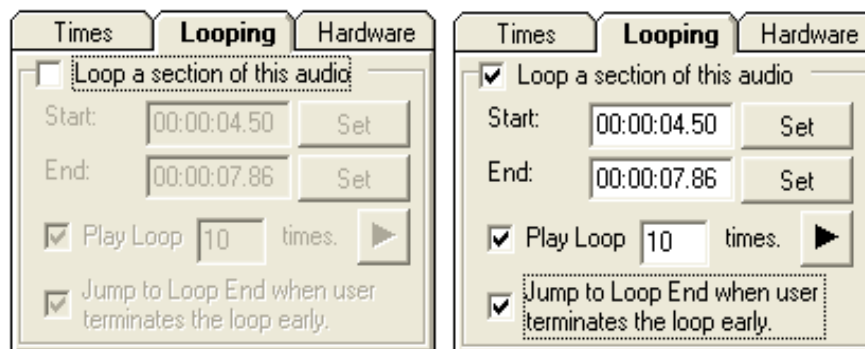 Times Looping Hardware
Loop a section of this audio
Start: 00:00:04.50 Set
End: 00:00:07.86 Set
Play Loop 10 times.
Jump to Loop End when user
terminates the loop early.
Times Looping Hardware
Loop a section of this audio
Start: 00:00:04.50 Set
End: 00:00:07.86 Set
Play Loop 10 times.
Jump to Loop End when user
terminates the loop early.